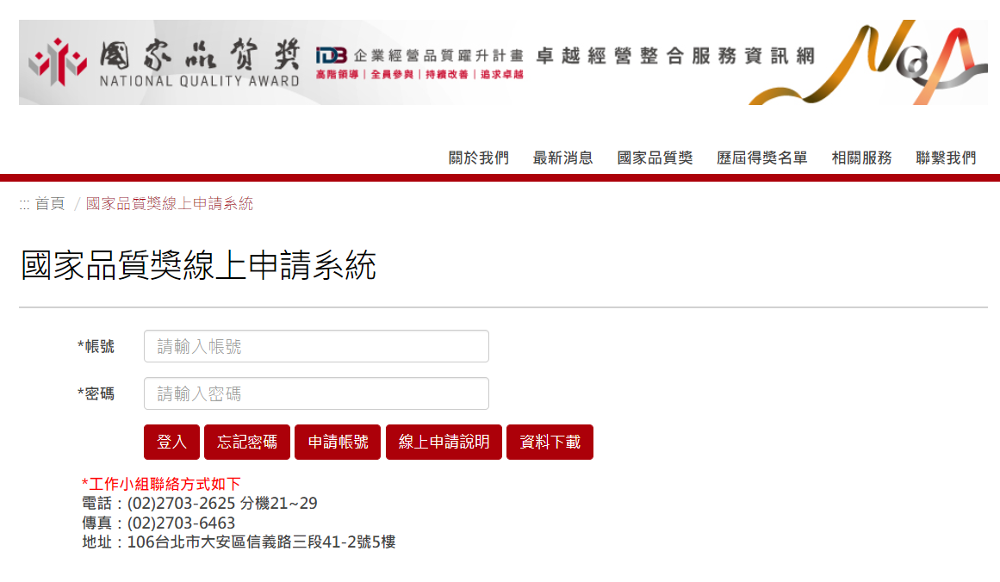 國家品質獎
NATIONAL QUALITY AWARD
IDB 企業經營品質躍升計畫
高階領導|全員參與|持續改善|追求卓越
卓越經營整合服務資訊網
NQA
關於我們 最新消息 國家品質獎 歷屆得獎名單 相關服務 聯繫我們
::: 首頁 / 國家品質獎線上申請系統
國家品質獎線上申請系統
*帳號 請輸入帳號
*密碼 請輸入密碼
登入 忘記密碼 申請帳號 線上申請說明 資料下載
*工作小組聯絡方式如下
電話：(02)2703-2625 分機21~29
傳真：(02)2703-6463
地址：106台北市大安區信義路三段41-2號5樓